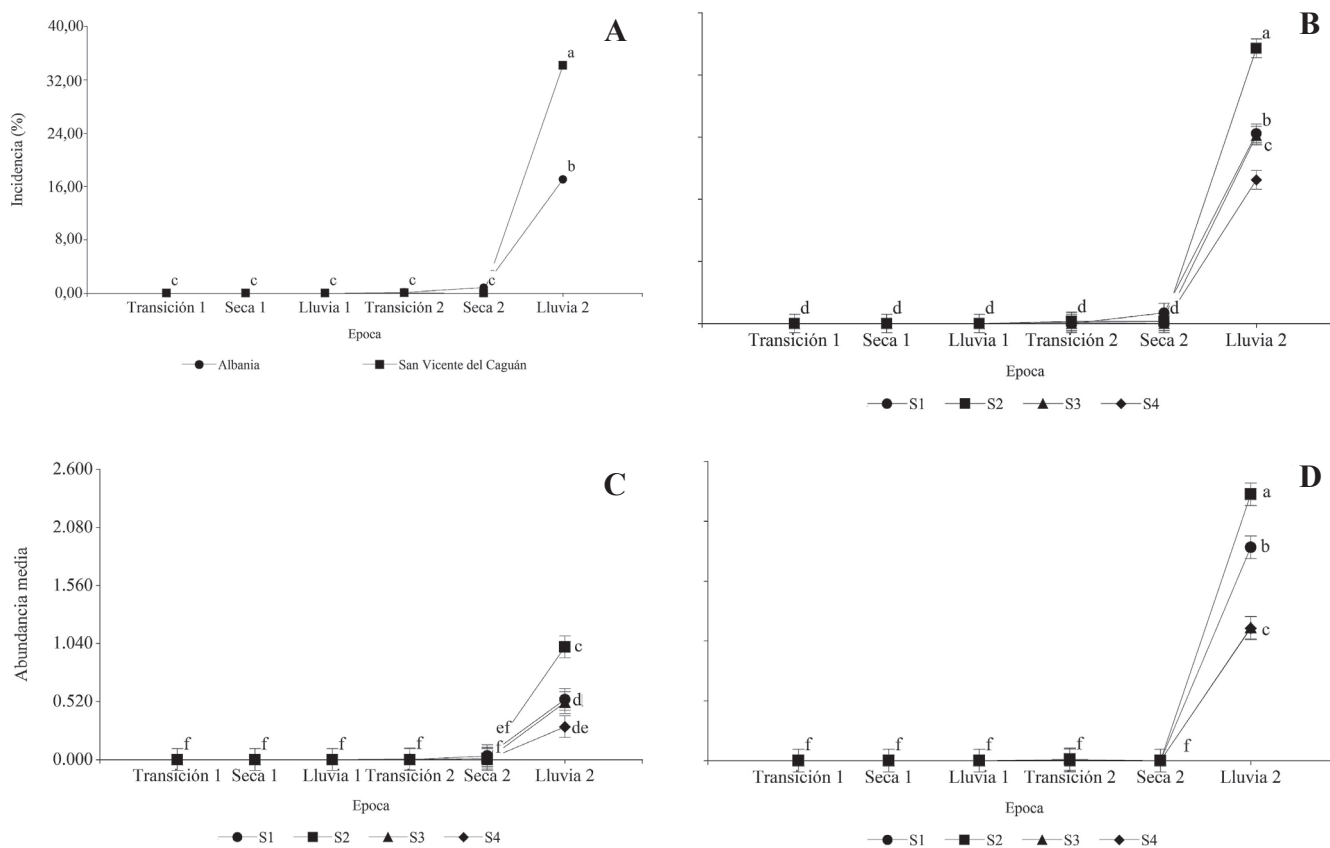 A
40,00
32,00
24,00
16,00
8,00
0,00
Incidencia (%)
a
b
c c c c c
Transición 1 Seca 1 Lluvia 1 Transición 2 Seca 2 Lluvia 2
Epoca
Albania San Vicente del Caguán
B
a
b
c
d d d d d
Transición 1 Seca 1 Lluvia 1 Transición 2 Seca 2 Lluvia 2
Epoca
S1 S2 S3 S4
C
2.600
2.080
1.560
1.040
0.520
0.000
Abundancia media
c
d
de
ef
f f f f f
Transición 1 Seca 1 Lluvia 1 Transición 2 Seca 2 Lluvia 2
Epoca
S1 S2 S3 S4
D
a
b
c
f f f f f
Transición 1 Seca 1 Lluvia 1 Transición 2 Seca 2 Lluvia 2
Epoca
S1 S2 S3 S4